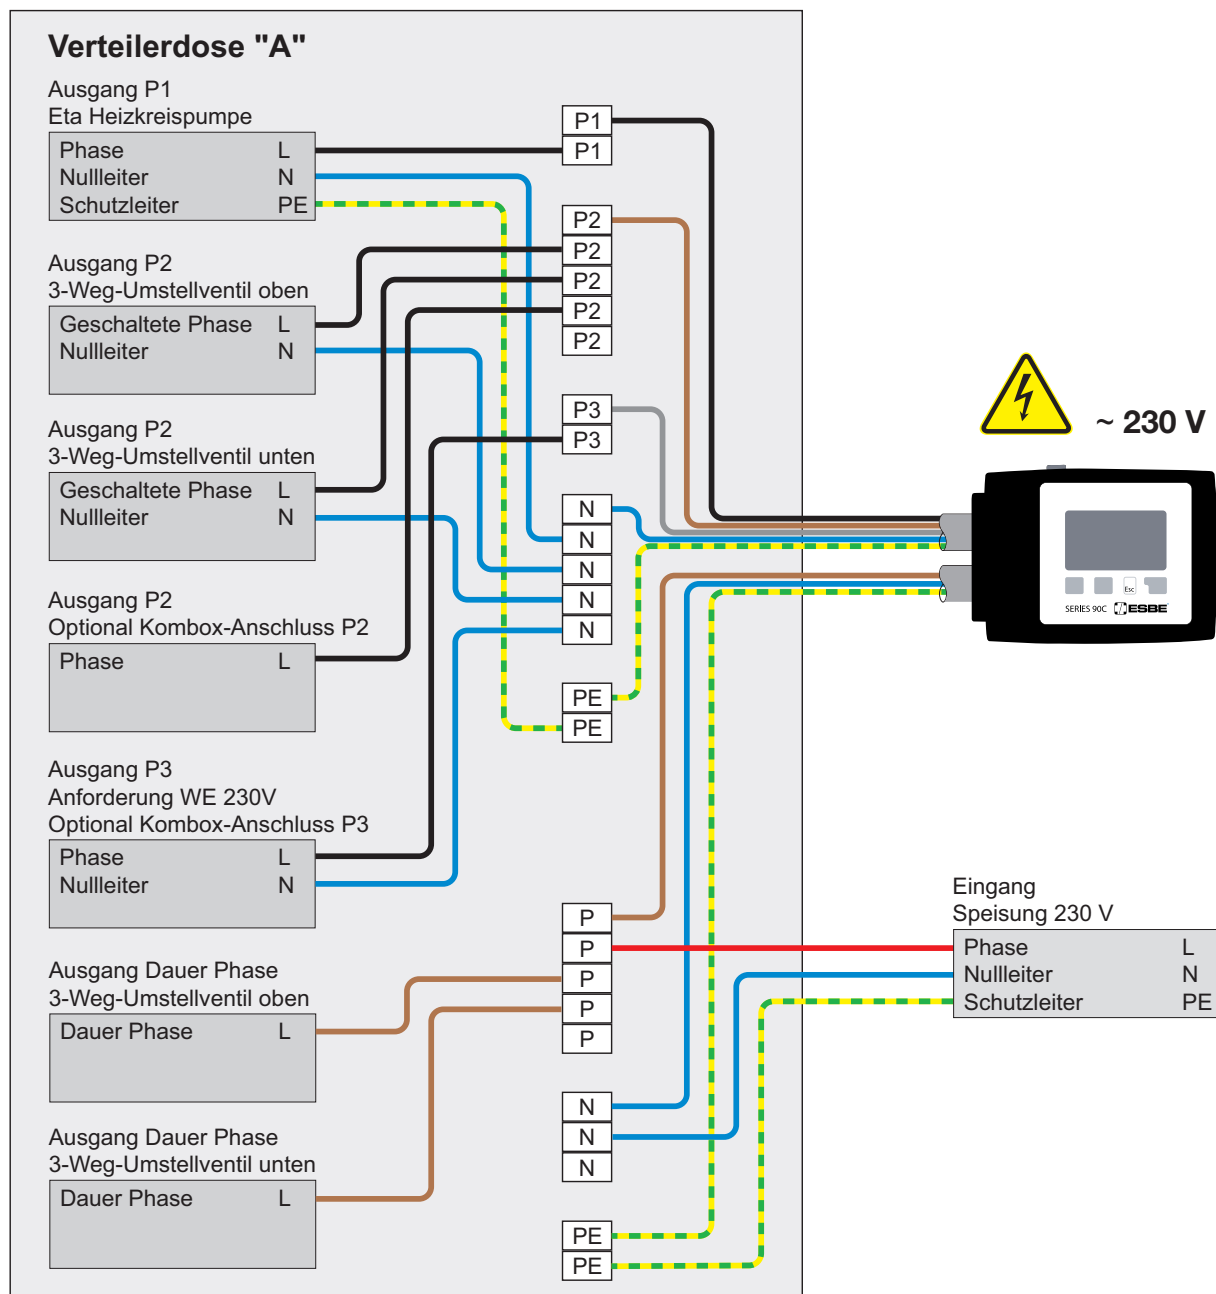 Verteilerdose "A"
Ausgang P1
Eta Heizkreispumpe
Phase L
Nullleiter N
Schutzleiter PE
Ausgang P2
3-Weg-Umstellventil oben
Geschaltete Phase L
Nullleiter N
Ausgang P2
3-Weg-Umstellventil unten
Geschaltete Phase L
Nullleiter N
Ausgang P2
Optional Kombox-Anschluss P2
Phase L
Ausgang P3
Anforderung WE 230V
Optional Kombox-Anschluss P3
Phase L
Nullleiter N
Ausgang Dauer Phase
3-Weg-Umstellventil oben
Dauer Phase L
Ausgang Dauer Phase
3-Weg-Umstellventil unten
Dauer Phase L
P1
P1
P2
P2
P2
P2
P2
P3
P3
N
N
N
N
N
PE
PE
P
P
P
P
P
N
N
N
PE
PE
~ 230 V
Esc
SERIES 90C ESBE
Eingang
Speisung 230 V
Phase L
Nullleiter N
Schutzleiter PE